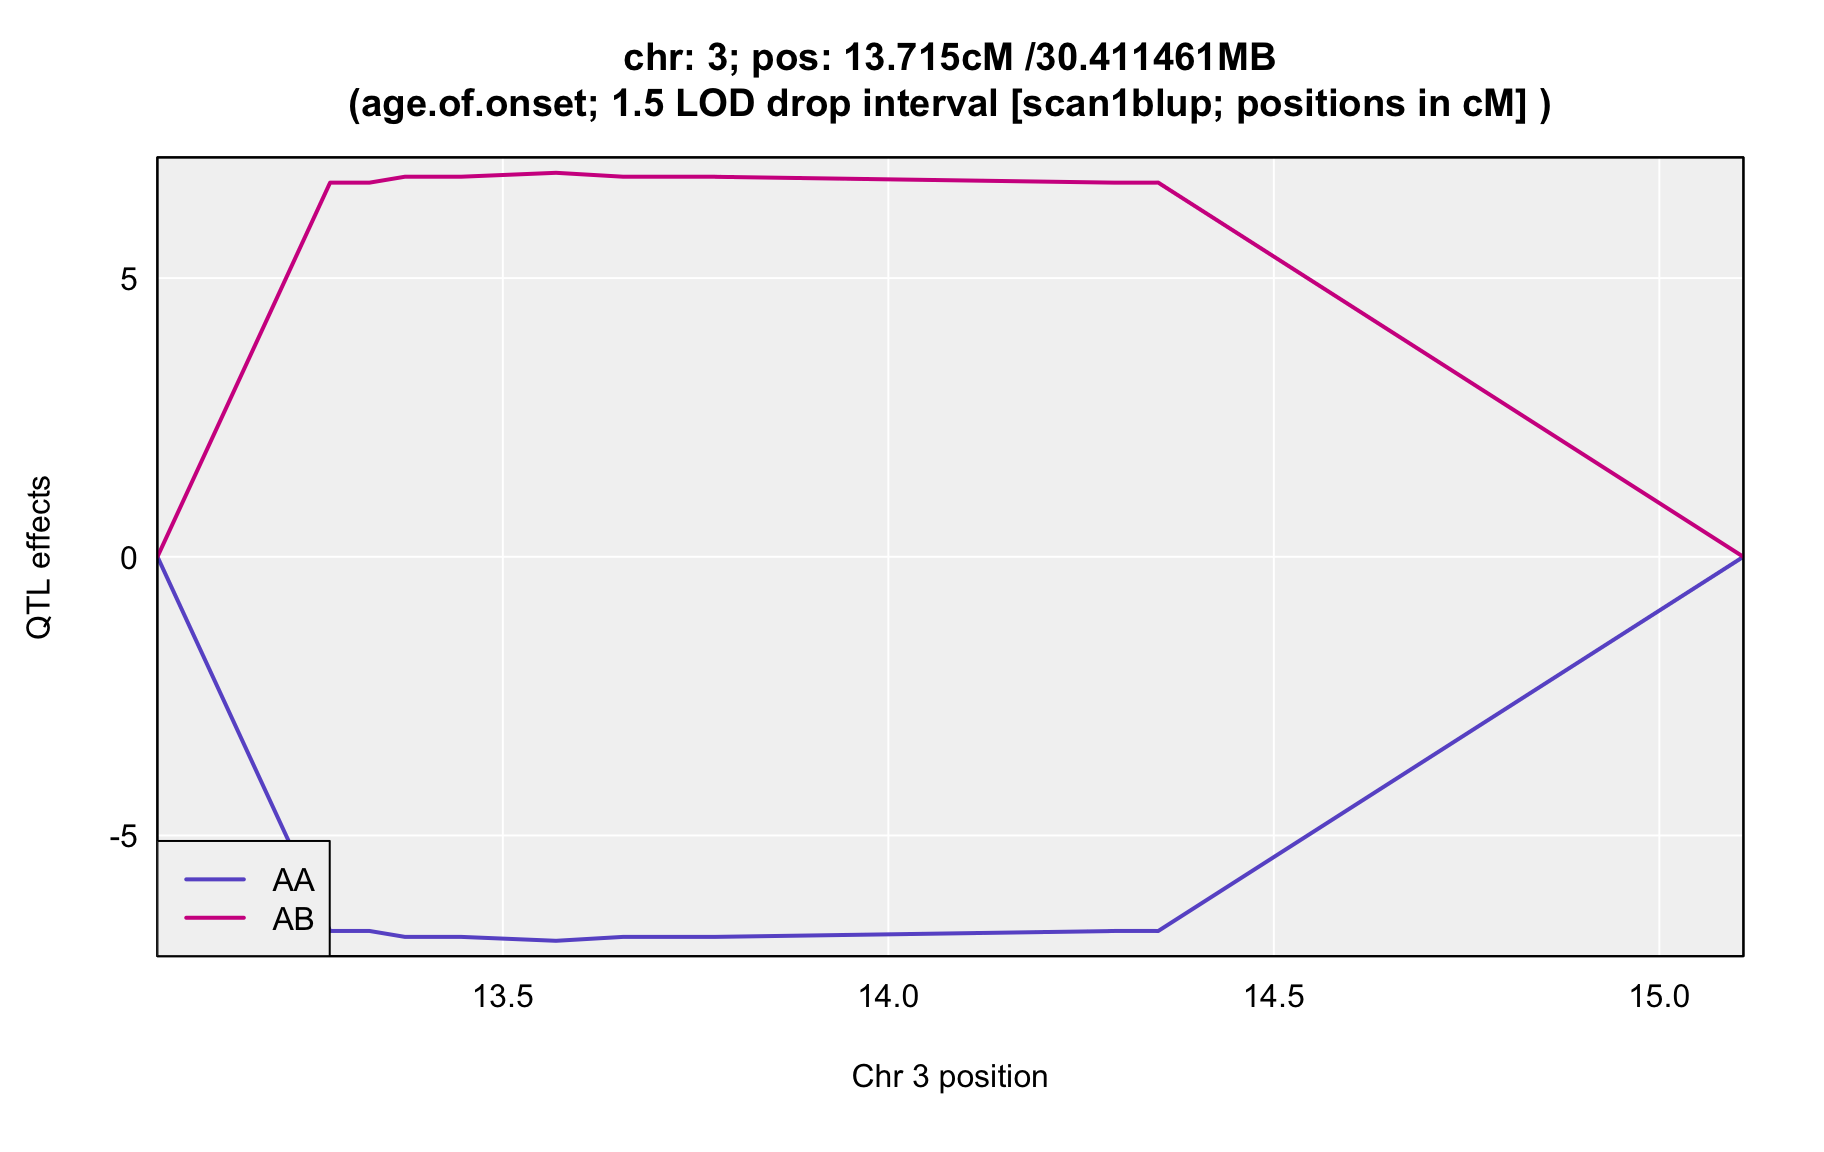 chr: 3; pos: 13.715cM /30.411461MB
(age.of.onset; 1.5 LOD drop interval [scan1blup; positions in cM] )
5
0
-5
QTL effects
AA
AB
13.5 14.0 14.5 15.0
Chr 3 position